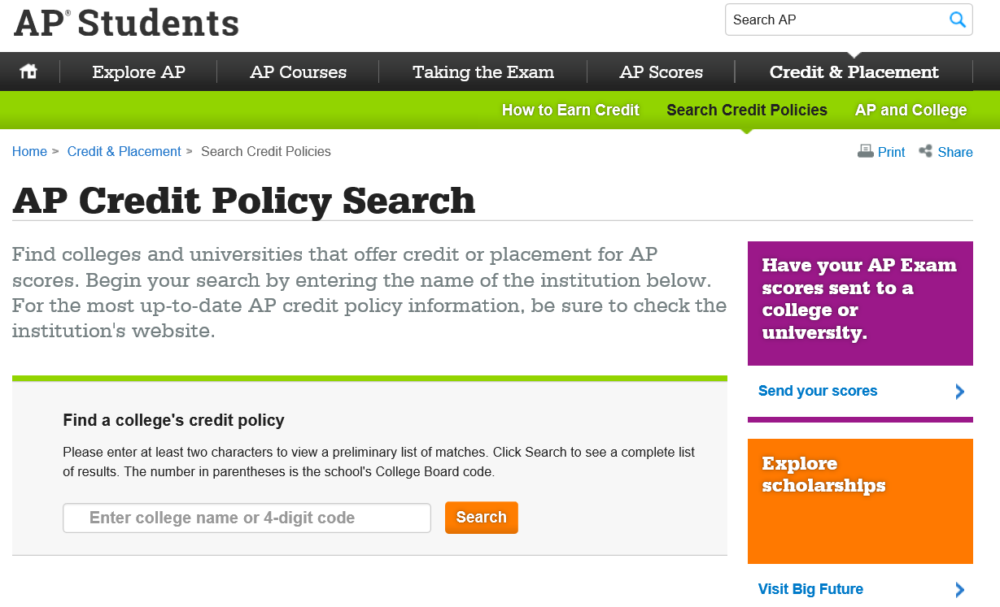 AP® Students
Search AP
Explore AP
AP Courses
Taking the Exam
AP Scores
Credit & Placement
How to Earn Credit
Search Credit Policies
AP and College
Home > Credit & Placement > Search Credit Policies
Print
Share
AP Credit Policy Search
Find colleges and universities that offer credit or placement for AP
scores. Begin your search by entering the name of the institution below.
For the most up-to-date AP credit policy information, be sure to check the
institution's website.
Find a college's credit policy
Please enter at least two characters to view a preliminary list of matches. Click Search to see a complete list
of results. The number in parentheses is the school's College Board code.
Enter college name or 4-digit code
Search
Have your AP Exam
scores sent to a
college or
university.
Send your scores
Explore
scholarships
Visit Big Future